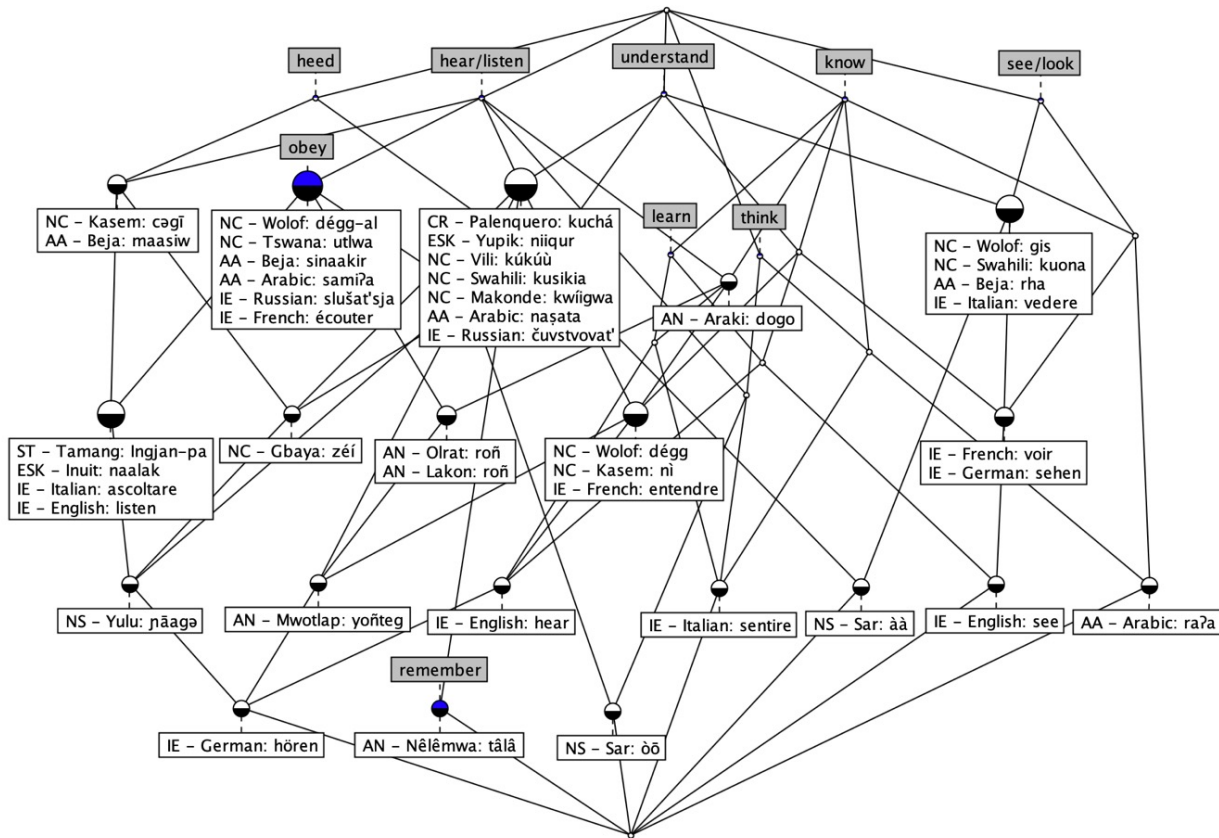 heed
hear/listen
understand
know
see/look
obey
learn
think
NC – Kasem: cəgī
AA – Beja: maasiw
NC – Wolof: dégg-al
NC – Tswana: utlwa
AA – Beja: sinaakir
AA – Arabic: samiʔa
IE – Russian: slušat'sja
IE – French: écouter
CR – Palenquero: kuchá
ESK – Yupik: niiqur
NC – Vili: kúkúù
NC – Swahili: kusikia
NC – Makonde: kwíigwa
AA – Arabic: naṣata
IE – Russian: čuvstvovat'
AN – Araki: dogo
NC – Wolof: gis
NC – Swahili: kuona
AA – Beja: rha
IE – Italian: vedere
ST – Tamang: Ingjan-pa
ESK – Inuit: naalak
IE – Italian: ascoltare
IE – English: listen
NC – Gbaya: zéí
AN – Olrat: roñ
AN – Lakon: roñ
NC – Wolof: dégg
NC – Kasem: nì
IE – French: entendre
IE – French: voir
IE – German: sehen
NS – Yulu: ɲāagə
AN – Mwotlap: yoñteg
IE – English: hear
IE – Italian: sentire
NS – Sar: àà
IE – English: see
AA – Arabic: raʔa
remember
IE – German: hören
AN – Nêlêmwa: tâlâ
NS – Sar: òō